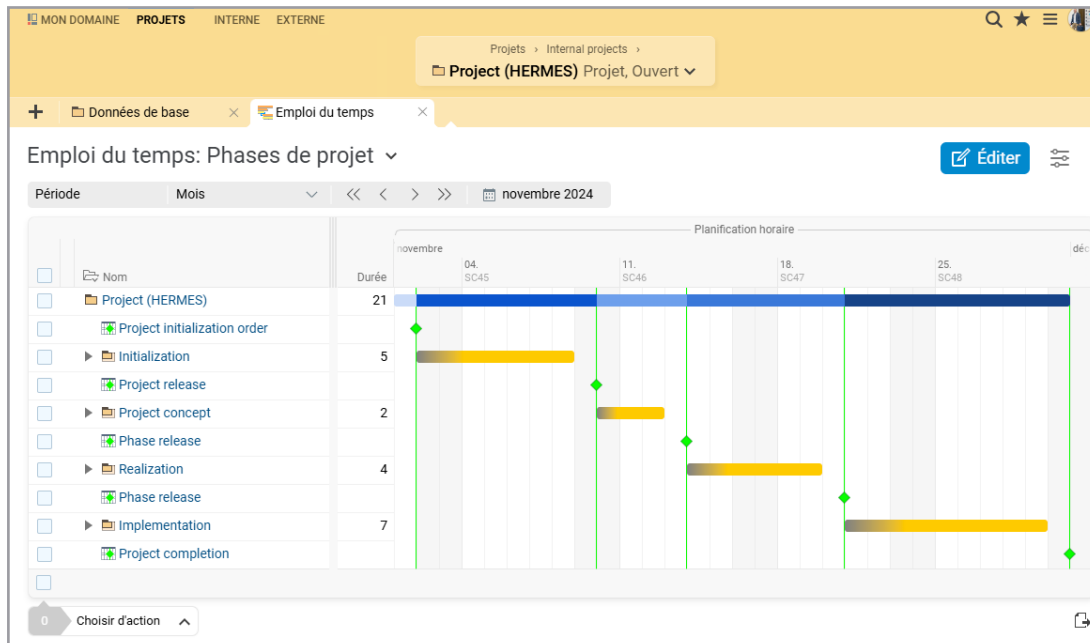 MON DOMAINE PROJETS INTERNE EXTERNE
Projets › Internal projects ›
Project (HERMES) Projet, Ouvert
Données de base Emploi du temps
Emploi du temps: Phases de projet
Éditer
Période Mois novembre 2024
Planification horaire
novembre déc
04. 11. 18. 25.
Nom Durée SC45 SC46 SC47 SC48
Project (HERMES) 21
Project initialization order
Initialization 5
Project release
Project concept 2
Phase release
Realization 4
Phase release
Implementation 7
Project completion
0 Choisir d'action